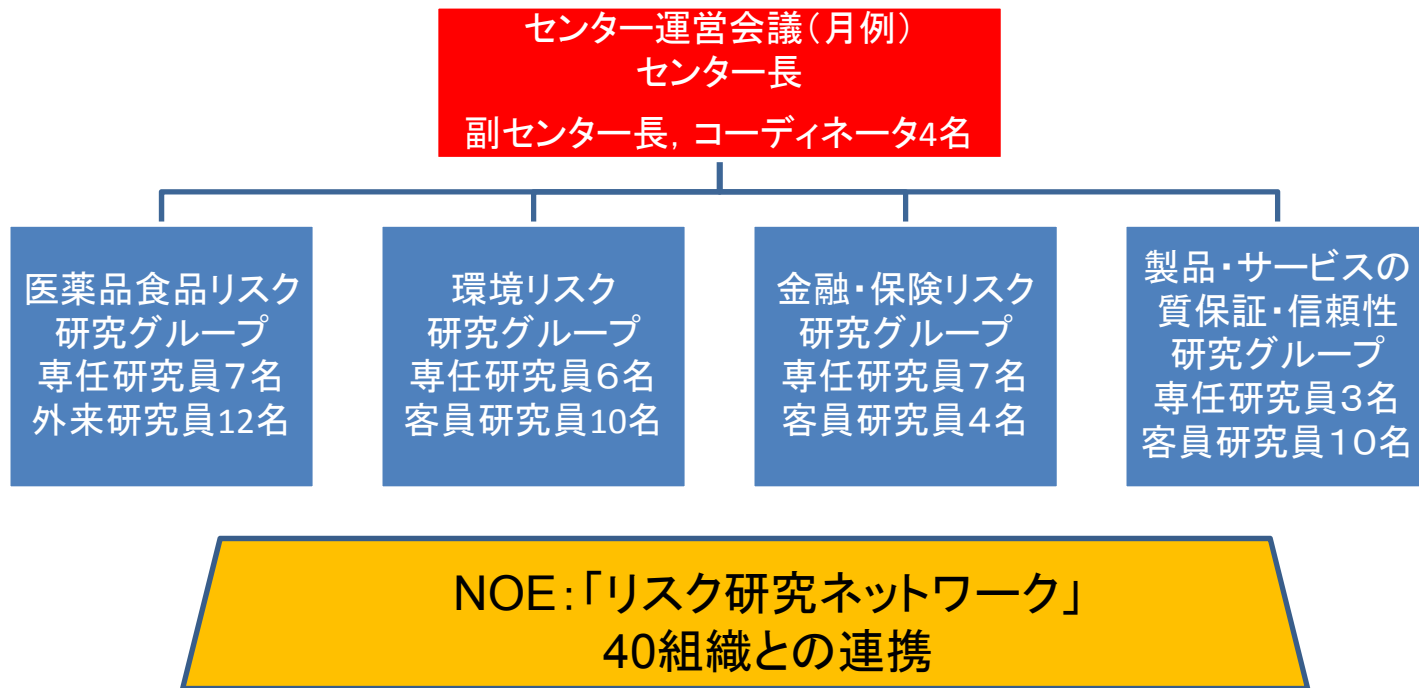 センター運営会議（月例）
センター長
副センター長，コーディネータ4名
医薬品食品リスク
研究グループ
専任研究員７名
外来研究員12名
環境リスク
研究グループ
専任研究員６名
客員研究員10名
金融・保険リスク
研究グループ
専任研究員７名
客員研究員４名
製品・サービスの
質保証・信頼性
研究グループ
専任研究員３名
客員研究員１０名
NOE：「リスク研究ネットワーク」
40組織との連携